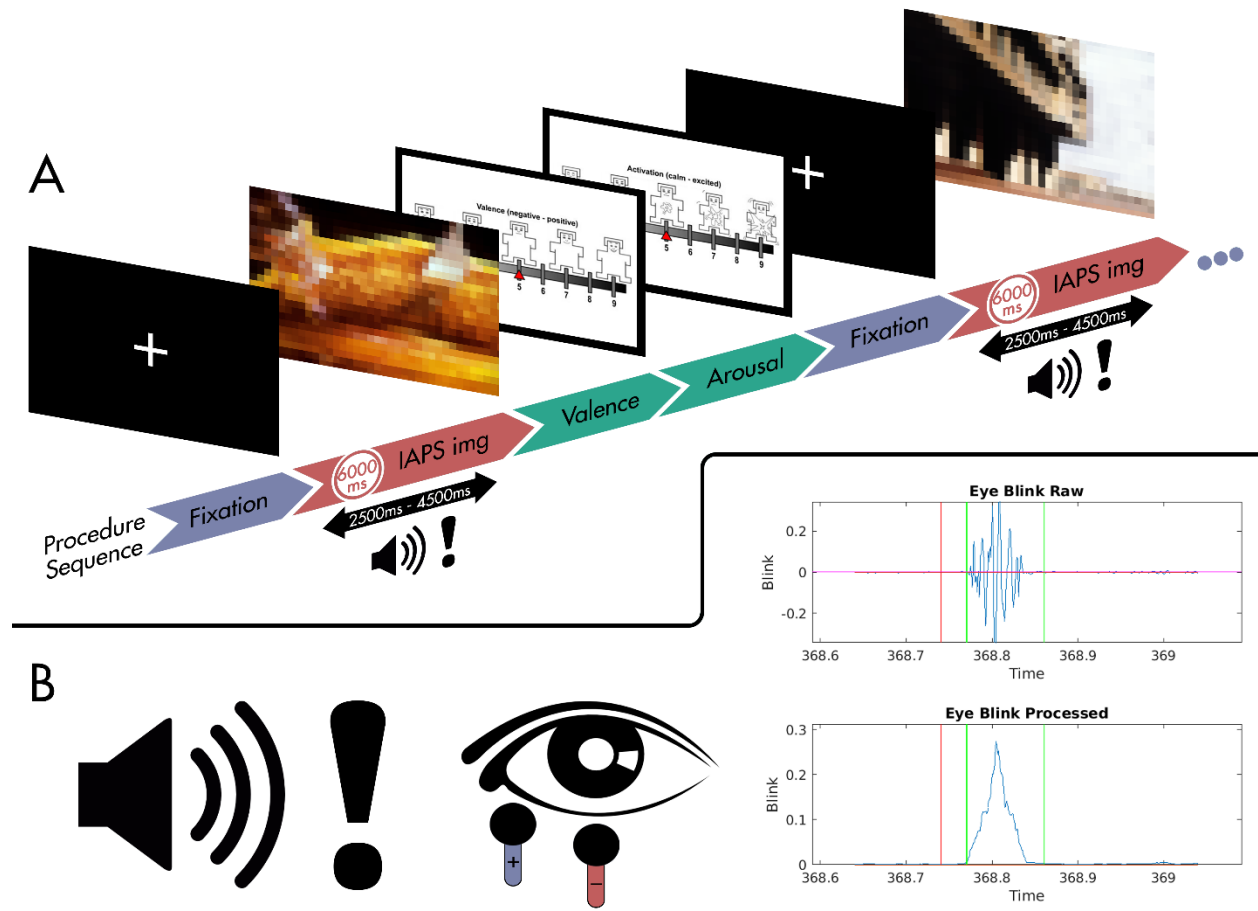 A
Valence (negative - positive)
5 6 7 8 9
Activation (calm - excited)
5 6 7 8 9
Procedure
Sequence
Fixation
6000
ms
IAPS img
2500ms - 4500ms
!
Valence
Arousal
Fixation
6000
ms
IAPS img
2500ms - 4500ms
!
B
!
+
−
Eye Blink Raw
Blink
0.2
0
-0.2
368.6 368.7 368.8 368.9 369
Time
Eye Blink Processed
Blink
0.3
0.2
0.1
0
368.6 368.7 368.8 368.9 369
Time